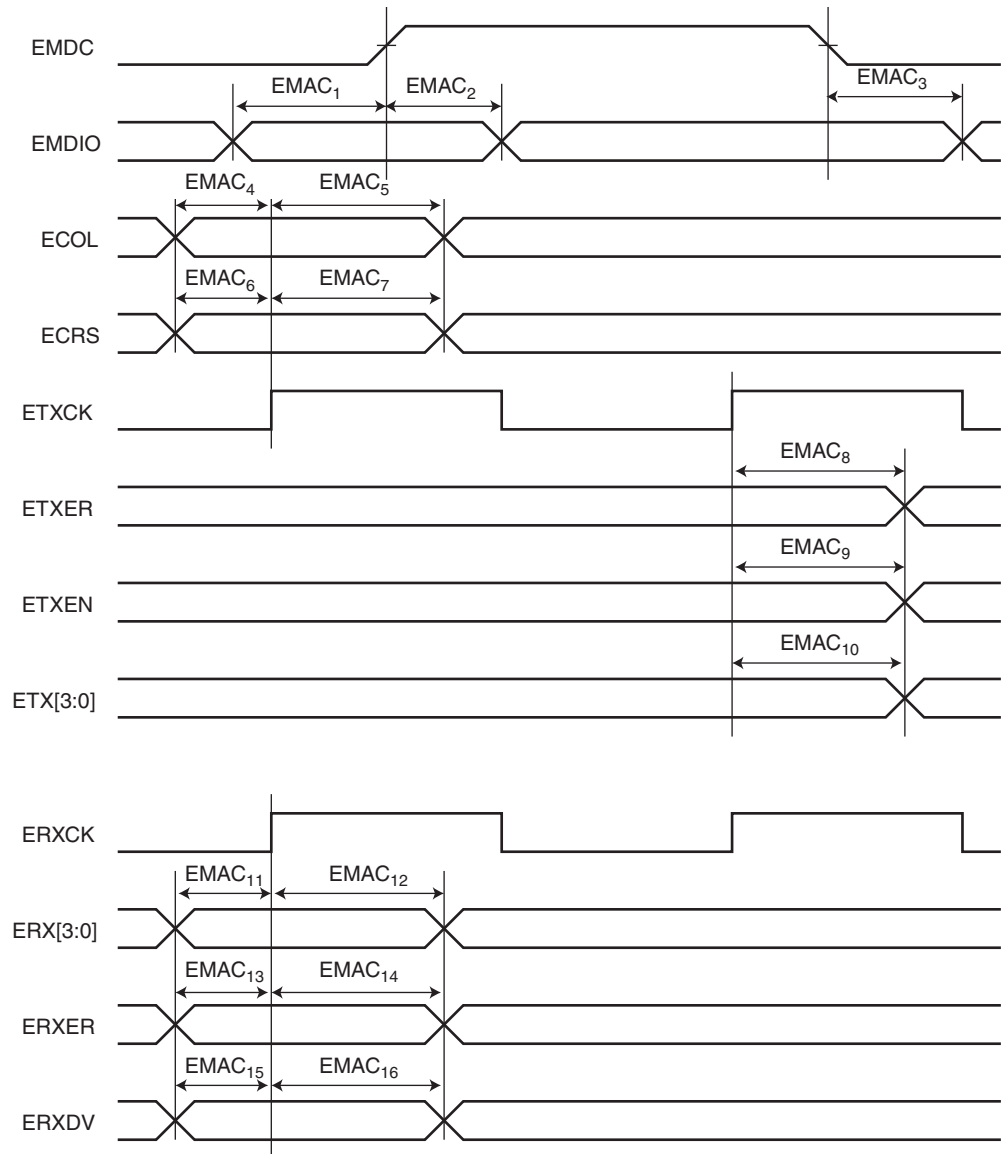 EMDC
EMAC₁ EMAC₂ EMAC₃
EMDIO
EMAC₄ EMAC₅
ECOL
EMAC₆ EMAC₇
ECRS
ETXCK
EMAC₈
ETXER
EMAC₉
ETXEN
EMAC₁₀
ETX[3:0]
ERXCK
EMAC₁₁ EMAC₁₂
ERX[3:0]
EMAC₁₃ EMAC₁₄
ERXER
EMAC₁₅ EMAC₁₆
ERXDV